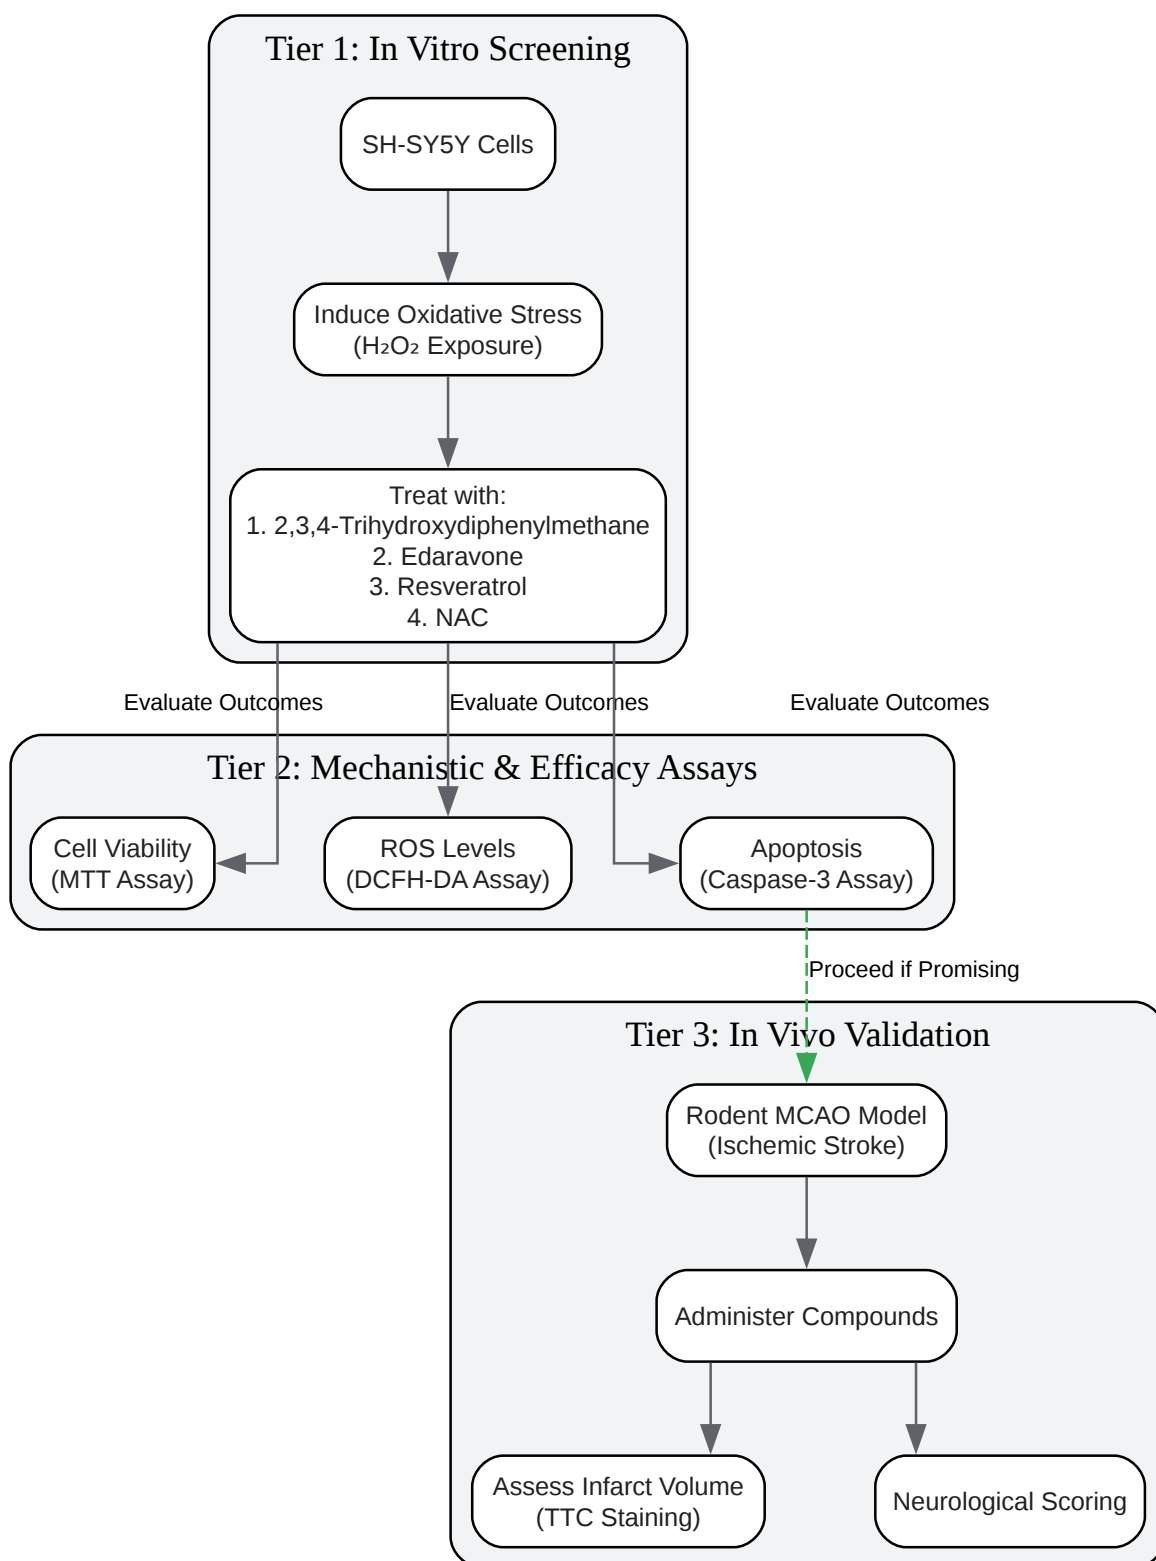 Tier 1: In Vitro Screening
SH-SY5Y Cells
Induce Oxidative Stress
(H₂O₂ Exposure)
Treat with:
1. 2,3,4-Trihydroxydiphenylmethane
2. Edaravone
3. Resveratrol
4. NAC
Evaluate Outcomes
Evaluate Outcomes
Evaluate Outcomes
Tier 2: Mechanistic & Efficacy Assays
Cell Viability
(MTT Assay)
ROS Levels
(DCFH-DA Assay)
Apoptosis
(Caspase-3 Assay)
Proceed if Promising
Tier 3: In Vivo Validation
Rodent MCAO Model
(Ischemic Stroke)
Administer Compounds
Assess Infarct Volume
(TTC Staining)
Neurological Scoring